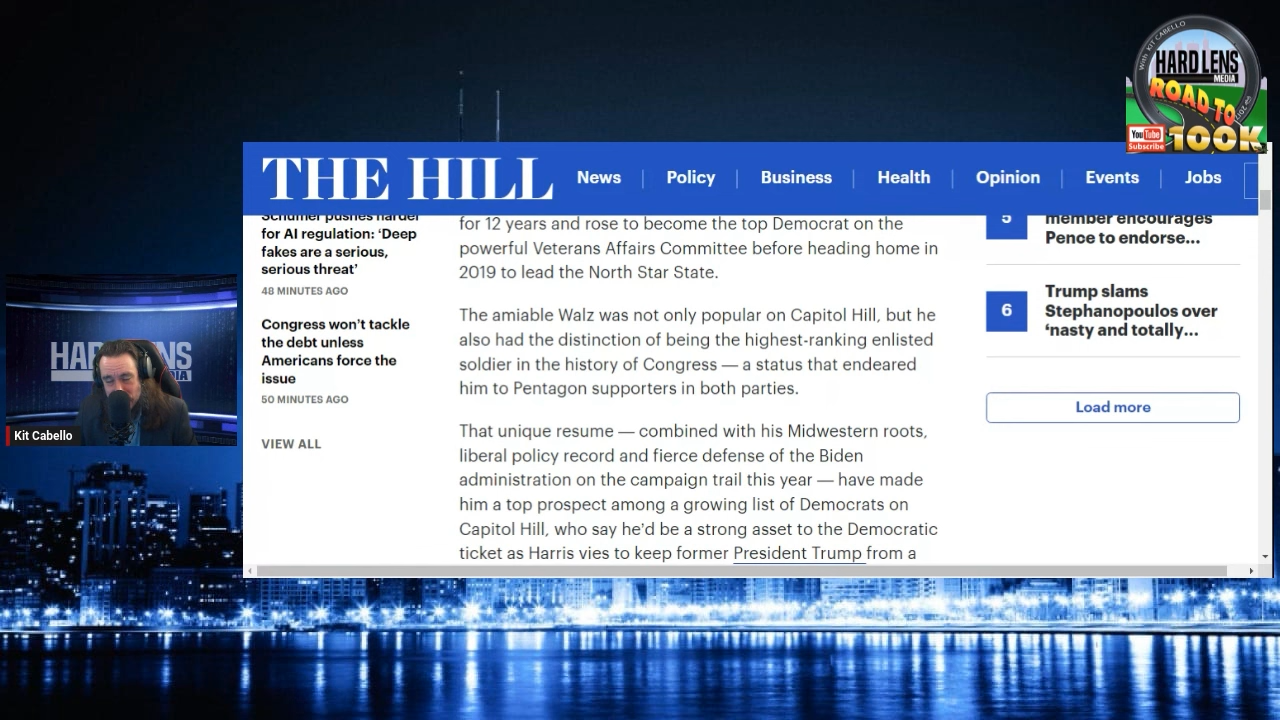 With KIT CABELLO
HARD LENS
MEDIA
ROAD TO
100K
YouTube
Subscribe
THE HILL
News
Policy
Business
Health
Opinion
Events
Jobs
Schumer pushes harder
for AI regulation: ‘Deep
fakes are a serious,
serious threat’
48 MINUTES AGO
Congress won’t tackle
the debt unless
Americans force the
issue
50 MINUTES AGO
VIEW ALL
for 12 years and rose to become the top Democrat on the
powerful Veterans Affairs Committee before heading home in
2019 to lead the North Star State.
The amiable Walz was not only popular on Capitol Hill, but he
also had the distinction of being the highest-ranking enlisted
soldier in the history of Congress — a status that endeared
him to Pentagon supporters in both parties.
That unique resume — combined with his Midwestern roots,
liberal policy record and fierce defense of the Biden
administration on the campaign trail this year — have made
him a top prospect among a growing list of Democrats on
Capitol Hill, who say he’d be a strong asset to the Democratic
ticket as Harris vies to keep former President Trump from a
5
member encourages
Pence to endorse...
6
Trump slams
Stephanopoulos over
‘nasty and totally...
Load more
Kit Cabello